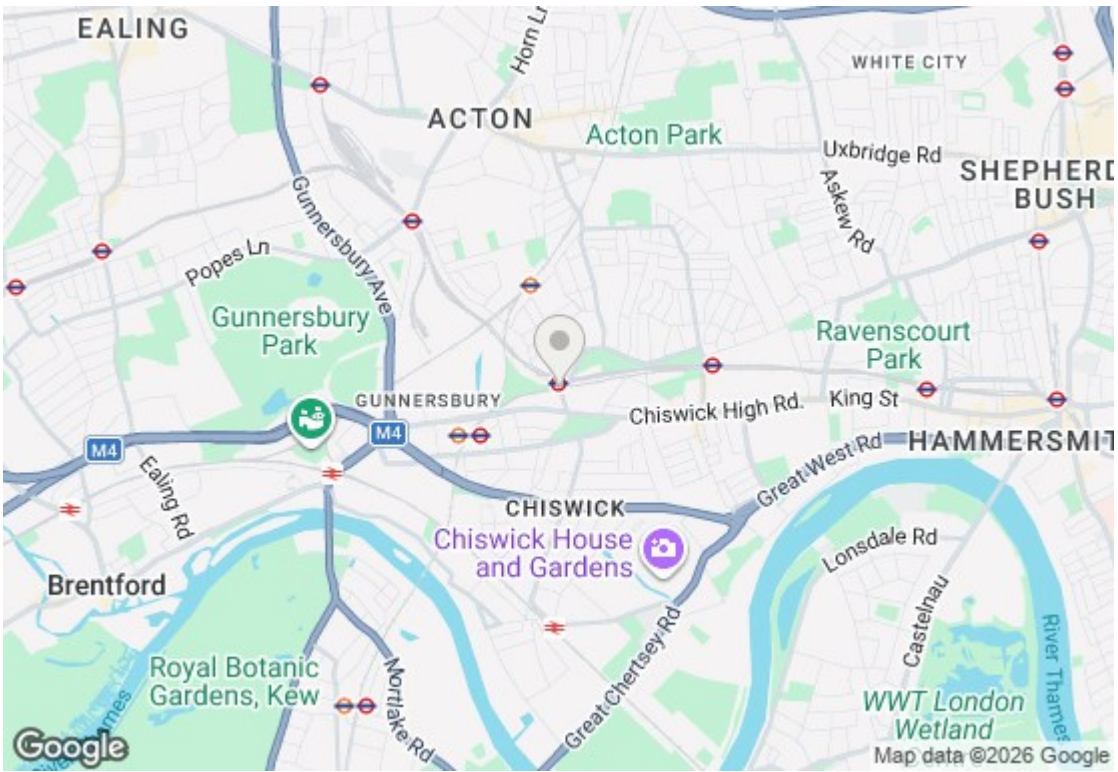 EALING
Horn Ln
WHITE CITY
ACTON
Acton Park
Uxbridge Rd
SHEPHERD
BUSH
Askew Rd
Gunnersbury Ave
Popes Ln
Gunnersbury
Park
Ravenscourt
Park
GUNNERSBURY
Chiswick High Rd.
King St
M4
M4
HAMMERSMIT
Great West Rd
Ealing Rd
CHISWICK
Chiswick House
and Gardens
Lonsdale Rd
Brentford
Castelnau
River Thames
Royal Botanic
Gardens, Kew
Mortlake Rd
Great Chertsey Rd
WWT London
Wetland
Google
Map data ©2026 Google